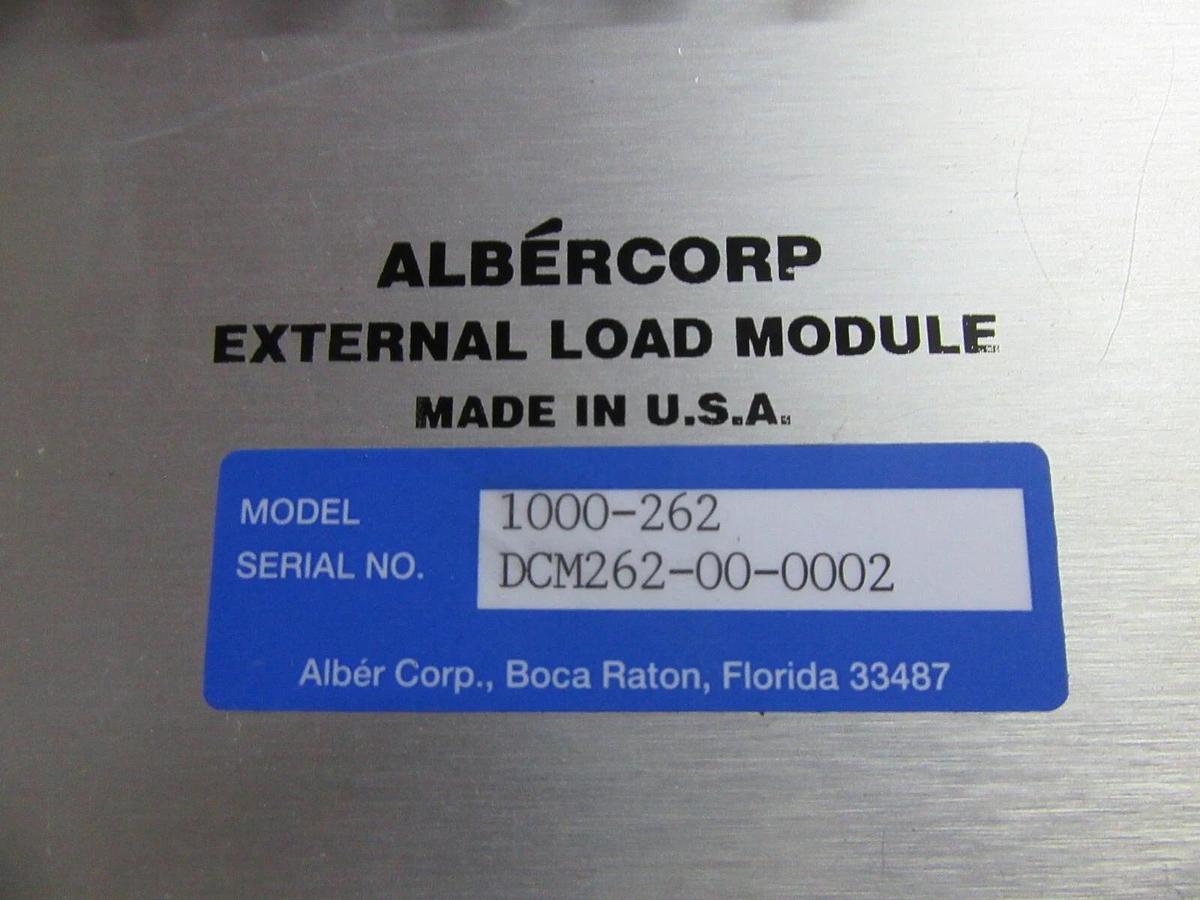 ALBÉRCORP
EXTERNAL LOAD MODULE
MADE IN U.S.A.
MODEL 1000-262
SERIAL NO. DCM262-00-0002
Albér Corp., Boca Raton, Florida 33487